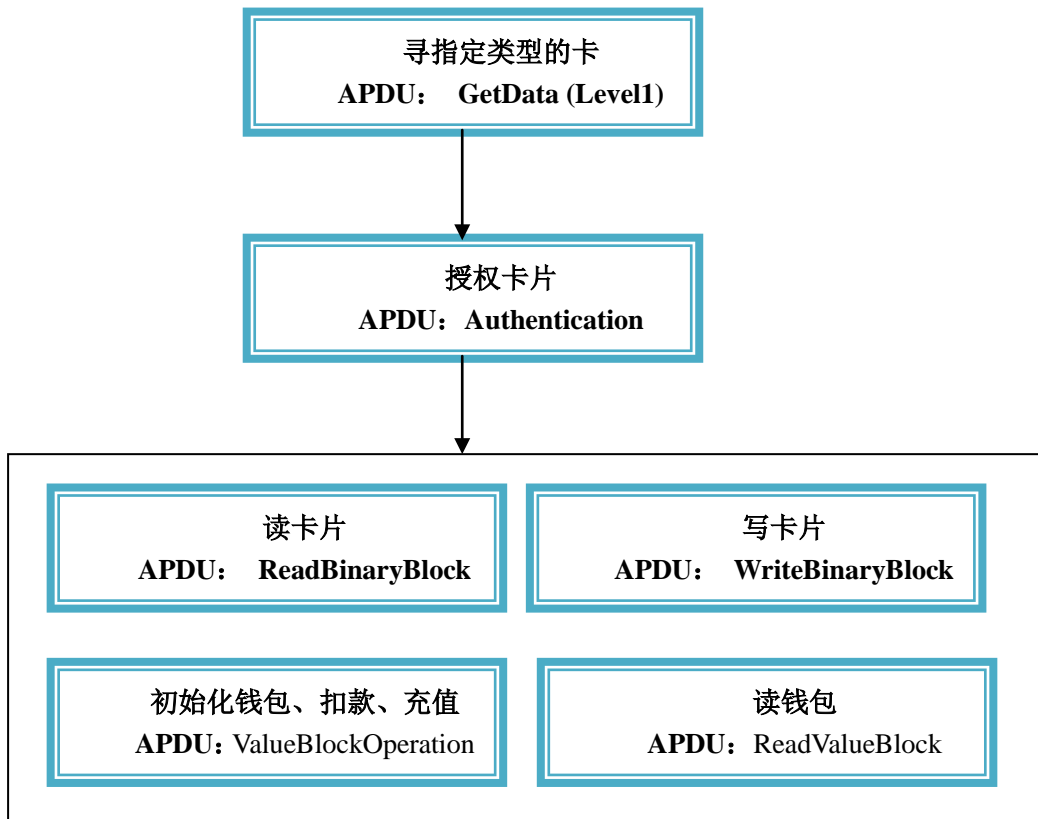 寻指定类型的卡
APDU： GetData (Level1)
授权卡片
APDU：Authentication
读卡片
APDU： ReadBinaryBlock
写卡片
APDU： WriteBinaryBlock
初始化钱包、扣款、充值
APDU：ValueBlockOperation
读钱包
APDU：ReadValueBlock